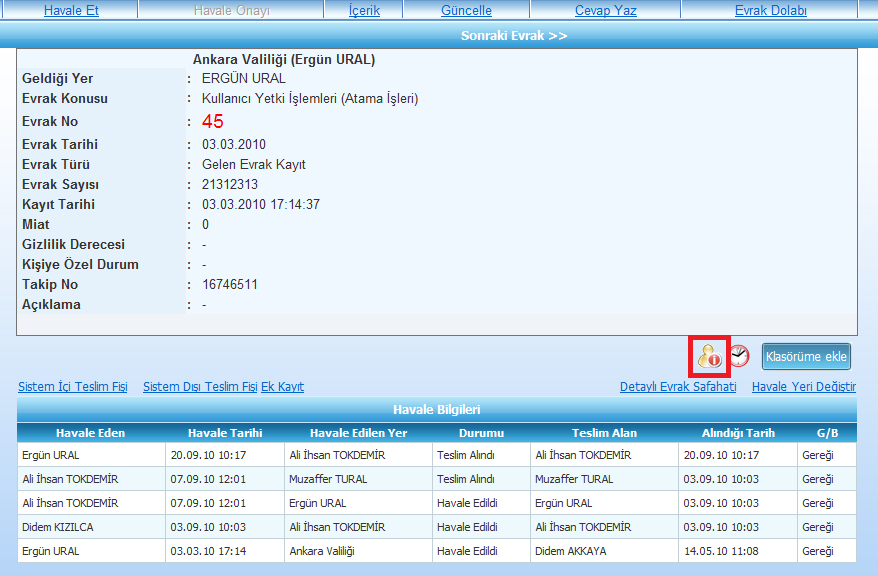 Havale Et Havale Onayı İçerik Güncelle Cevap Yaz Evrak Dolabı
Sonraki Evrak >>
Ankara Valiliği (Ergün URAL)
Geldiği Yer : ERGÜN URAL
Evrak Konusu : Kullanıcı Yetki İşlemleri (Atama İşleri)
Evrak No : 45
Evrak Tarihi : 03.03.2010
Evrak Türü : Gelen Evrak Kayıt
Evrak Sayısı : 21312313
Kayıt Tarihi : 03.03.2010 17:14:37
Miat : 0
Gizlilik Derecesi : -
Kişiye Özel Durum : -
Takip No : 16746511
Açıklama : -
Klasörüme ekle
Sistem İçi Teslim Fişi Sistem Dışı Teslim Fişi Ek Kayıt Detaylı Evrak Safahati Havale Yeri Değiştir
Havale Bilgileri
Havale Eden Havale Tarihi Havale Edilen Yer Durumu Teslim Alan Alındığı Tarih G/B
Ergün URAL 20.09.10 10:17 Ali İhsan TOKDEMİR Teslim Alındı Ali İhsan TOKDEMİR 20.09.10 10:17 Gereği
Ali İhsan TOKDEMİR 07.09.10 12:01 Muzaffer TURAL Teslim Alındı Muzaffer TURAL 03.09.10 10:03 Gereği
Ali İhsan TOKDEMİR 07.09.10 12:01 Ergün URAL Havale Edildi Ergün URAL 03.09.10 10:03 Gereği
Didem KIZILCA 03.09.10 10:03 Ali İhsan TOKDEMİR Havale Edildi Ali İhsan TOKDEMİR 03.09.10 10:03 Gereği
Ergün URAL 03.03.10 17:14 Ankara Valiliği Havale Edildi Didem AKKAYA 14.05.10 11:08 Gereği